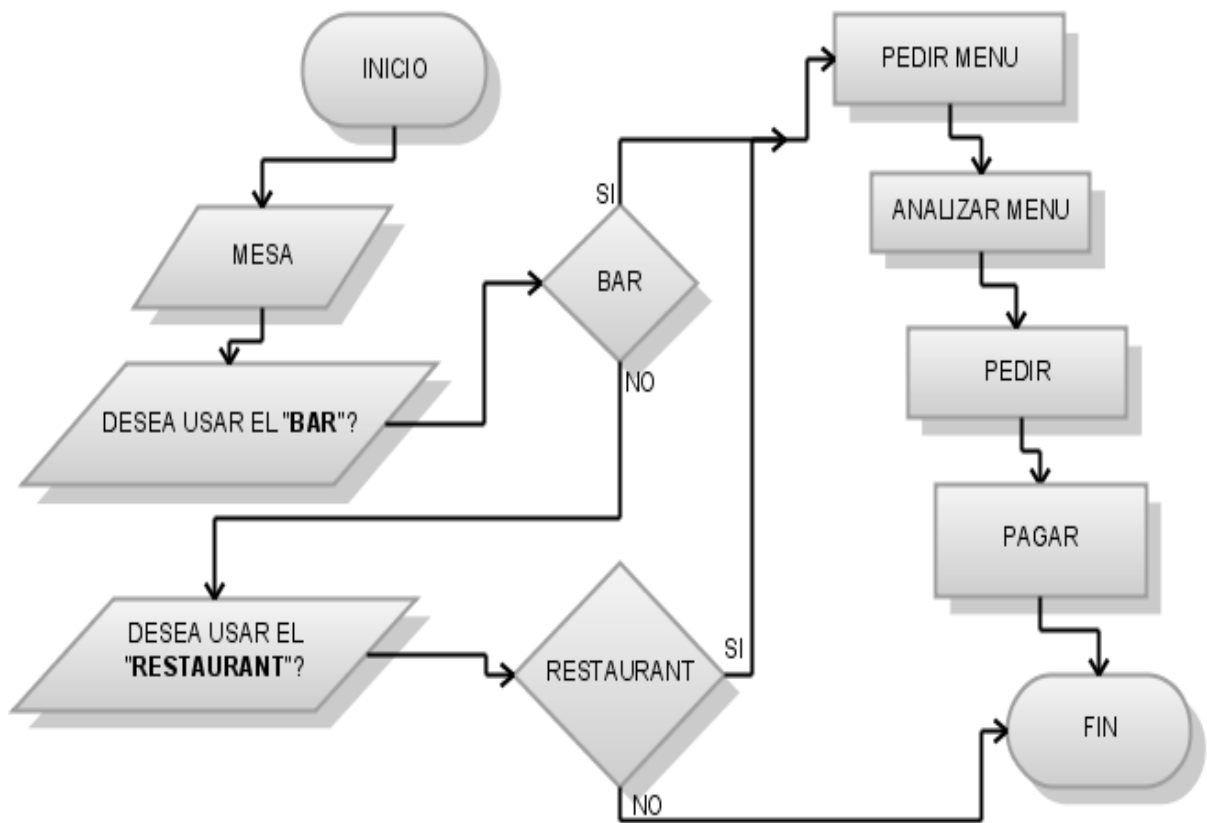 INICIO
MESA
DESEA USAR EL "BAR"?
BAR
SI
NO
DESEA USAR EL
"RESTAURANT"?
RESTAURANT
SI
NO
PEDIR MENU
ANALIZAR MENU
PEDIR
PAGAR
FIN